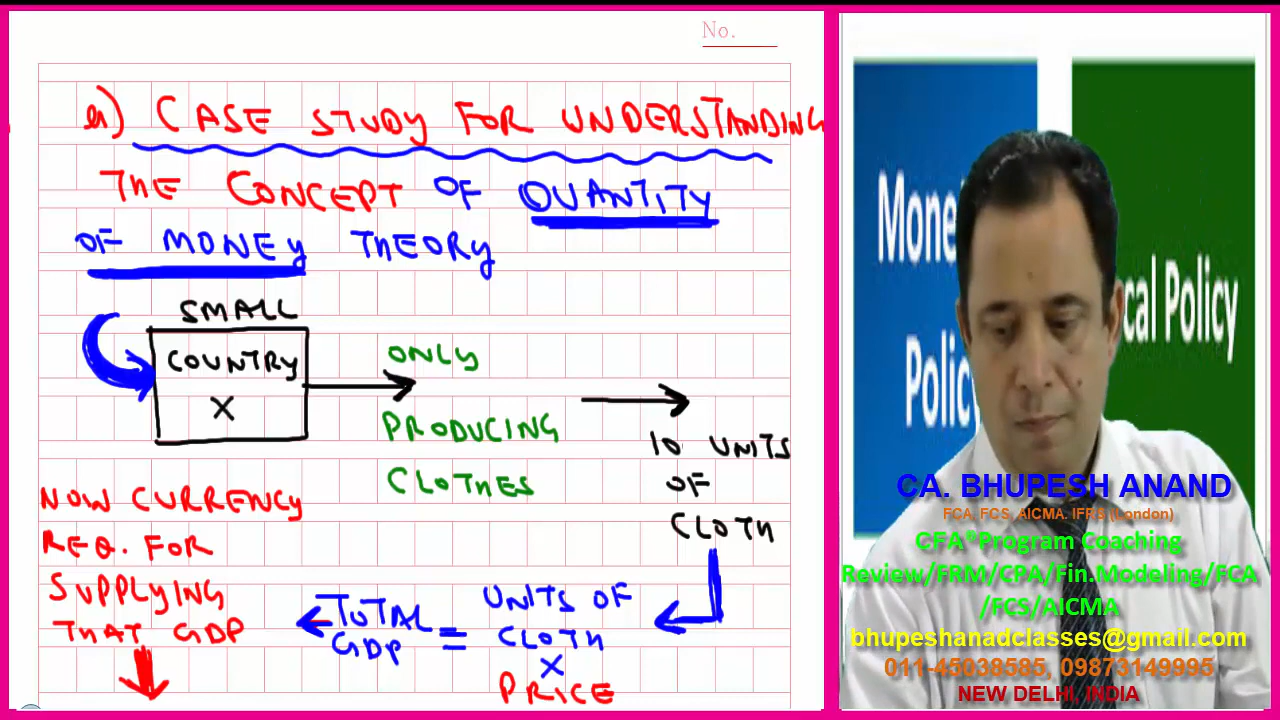 No.
a) CASE STUDY FOR UNDERSTANDING
THE CONCEPT OF QUANTITY
OF MONEY THEORY
SMALL
COUNTRY
X
ONLY
PRODUCING
CLOTHES
10 UNITS
OF
CLOTH
NOW CURRENCY
REQ. FOR
SUPPLYING
THAT GDP
TOTAL
GDP
=
UNITS OF
CLOTH
X
PRICE
Policy
cal Policy
CA. BHUPESH ANAND
FCA, FCS, AICMA. IFRS (London)
CFA®Program Coaching
Review/FRM/CPA/Fin.Modeling/FCA
/FCS/AICMA
bhupeshanadclasses@gmail.com
011-45038585, 09873149995
NEW DELHI, INDIA